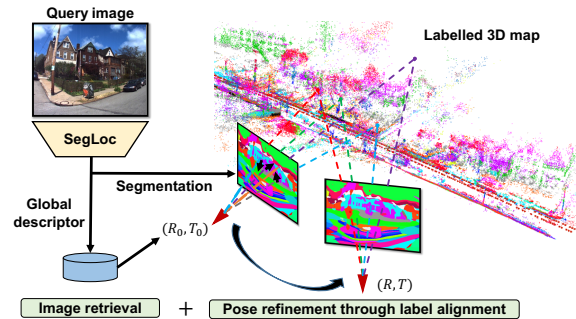 Query image
Labelled 3D map
SegLoc
Segmentation
Global
descriptor
(R₀, T₀)
(R, T)
Image retrieval + Pose refinement through label alignment